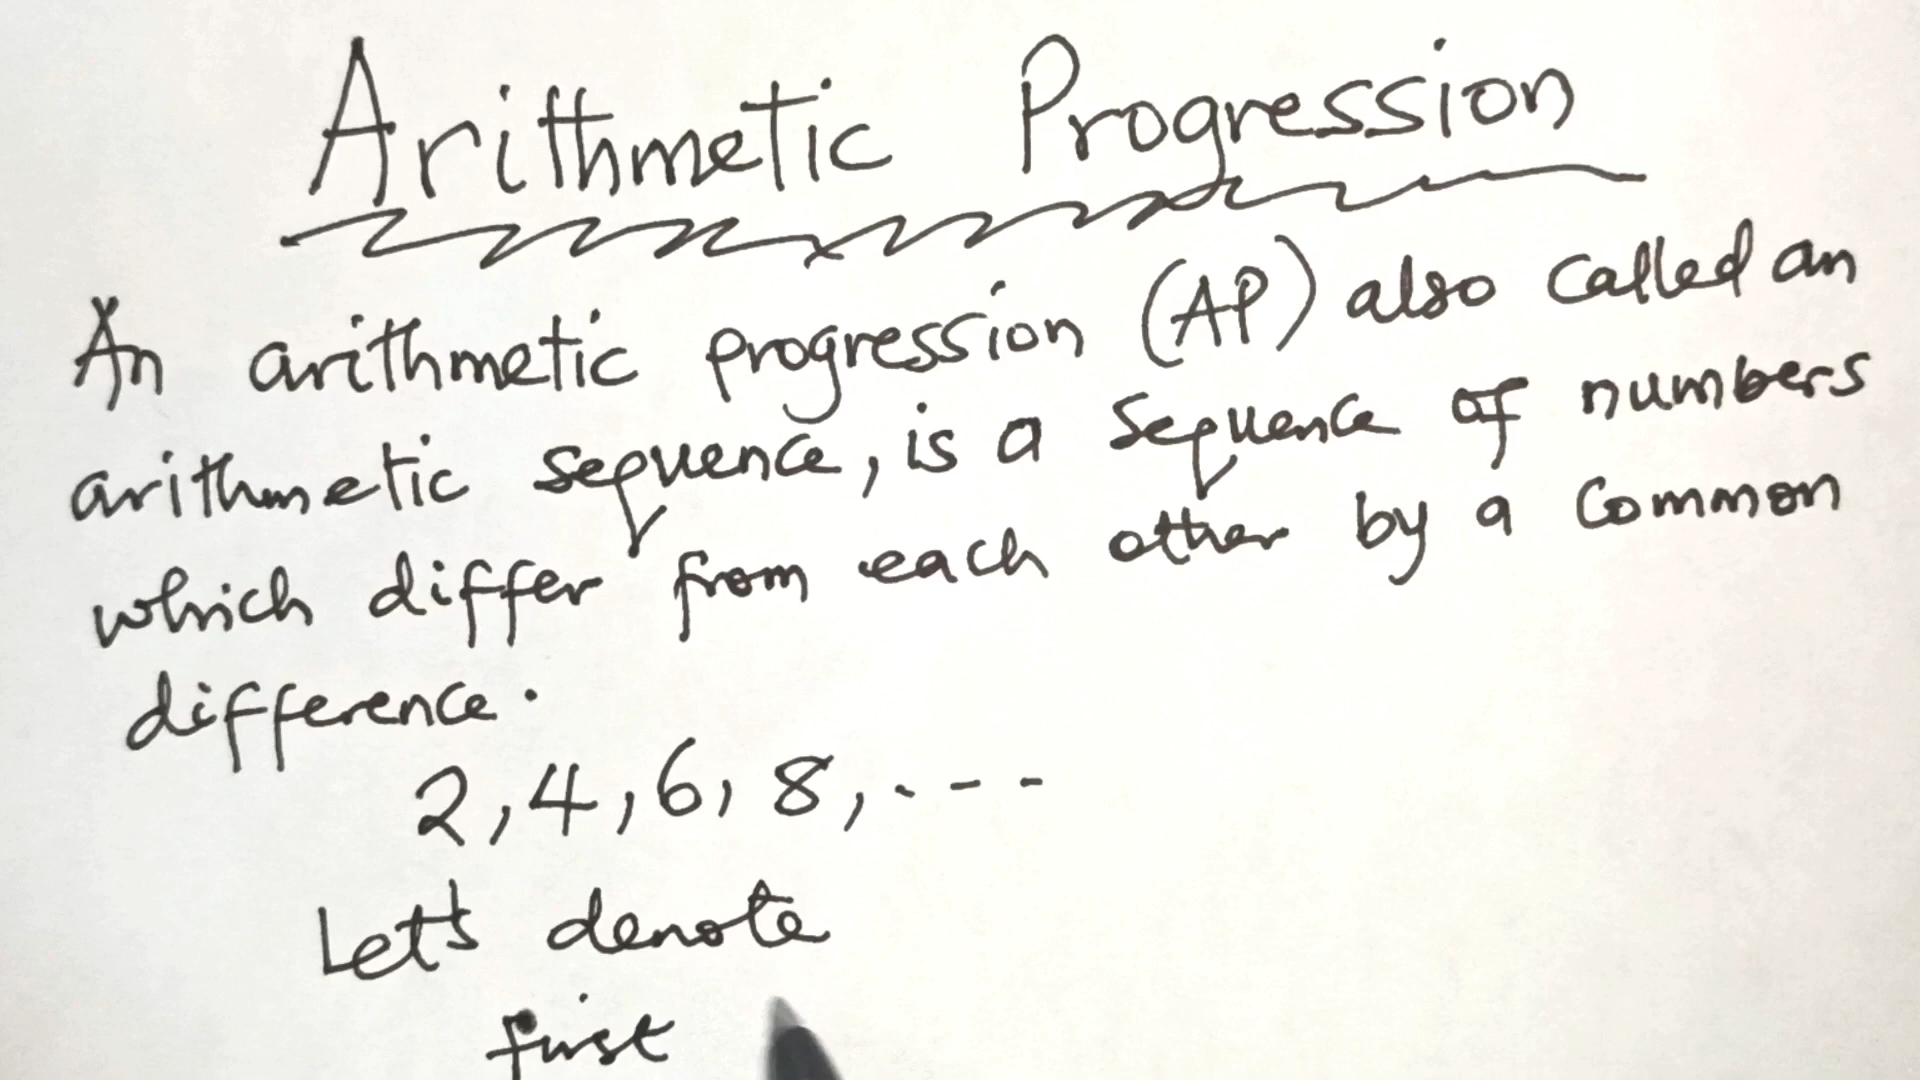 Arithmetic Progression
An arithmetic progression (AP) also called an
arithmetic sequence, is a sequence of numbers
which differ from each other by a common
difference.
2, 4, 6, 8, ----
Let's denote
first